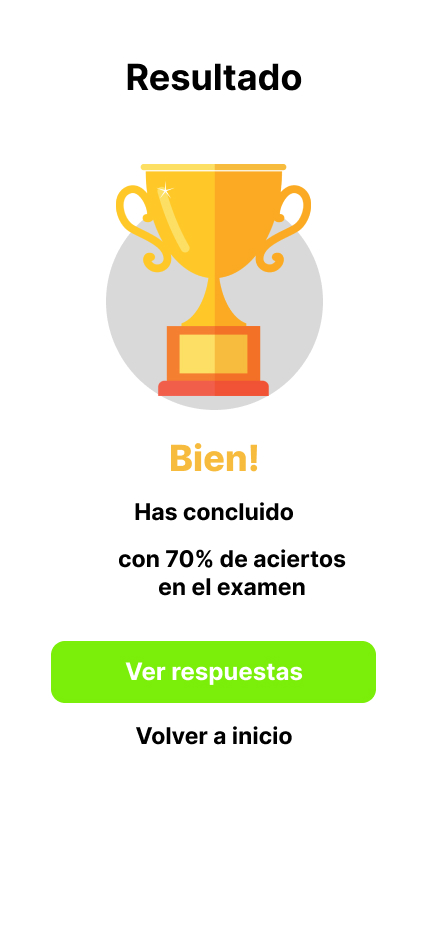 Resultado
Bien!
Has concluido
con 70% de aciertos
en el examen
Ver respuestas
Volver a inicio